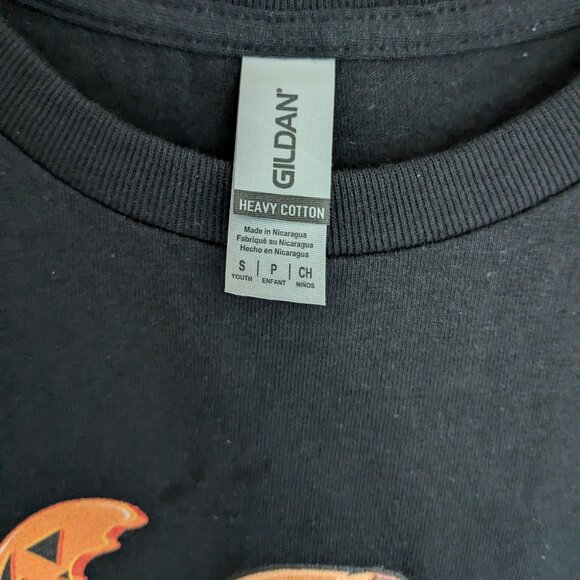 GILDAN®
HEAVY COTTON
Made in Nicaragua
Fabriqué au Nicaragua
Hecho en Nicaragua
S | P | CH
YOUTH ENFANT NIÑOS